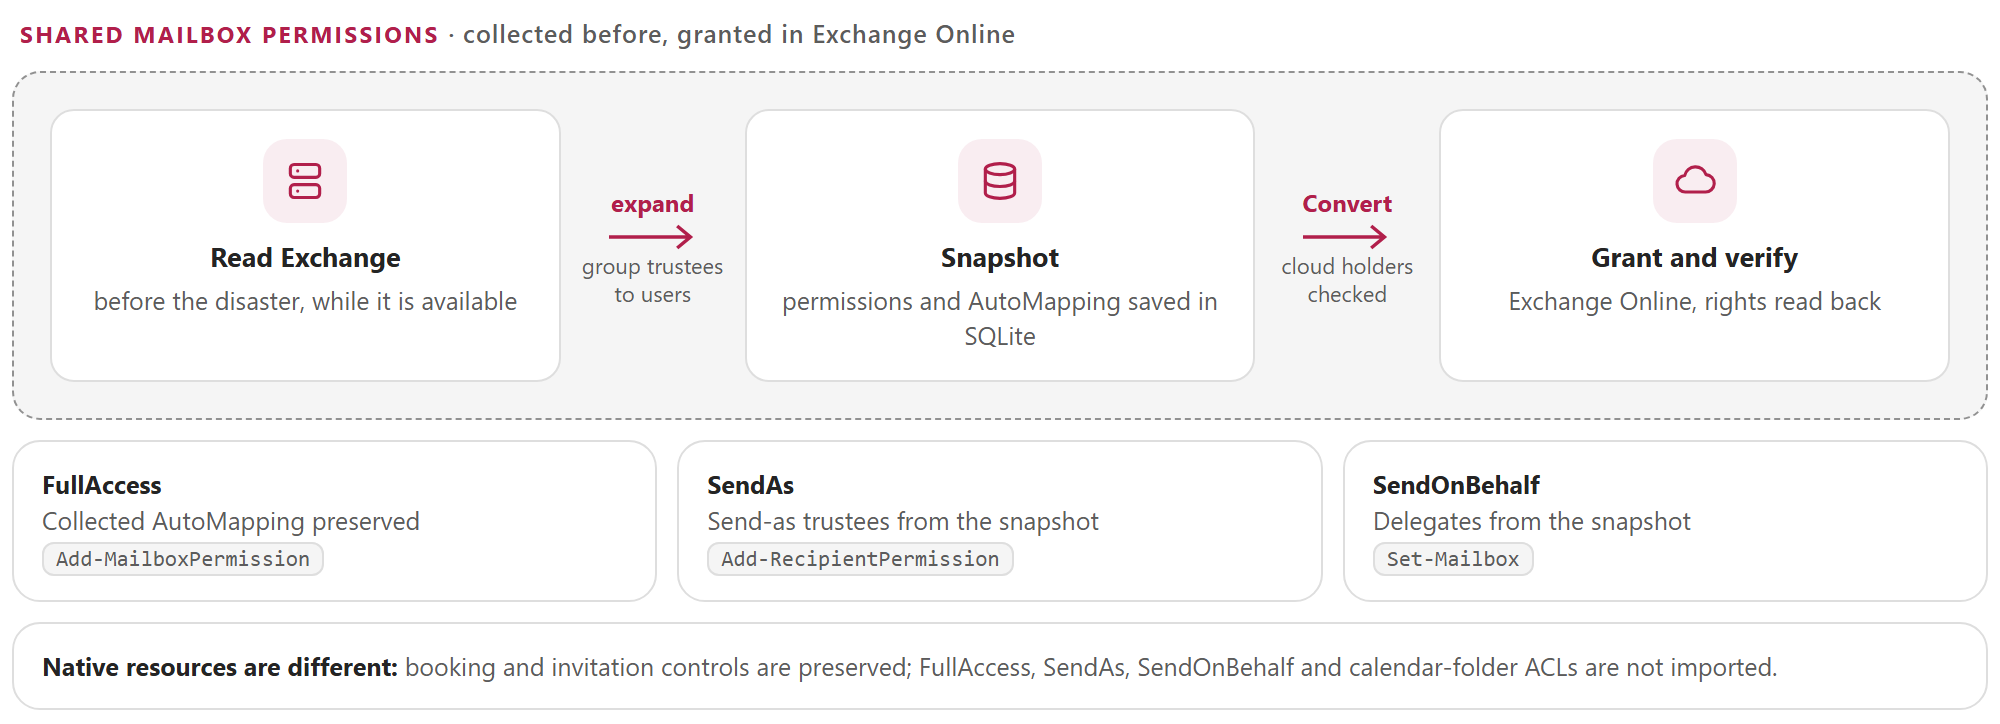 SHARED MAILBOX PERMISSIONS · collected before, granted in Exchange Online
Read Exchange
before the disaster, while it is available
expand
group trustees
to users
Snapshot
permissions and AutoMapping saved in
SQLite
Convert
cloud holders
checked
Grant and verify
Exchange Online, rights read back
FullAccess
Collected AutoMapping preserved
Add-MailboxPermission
SendAs
Send-as trustees from the snapshot
Add-RecipientPermission
SendOnBehalf
Delegates from the snapshot
Set-Mailbox
Native resources are different: booking and invitation controls are preserved; FullAccess, SendAs, SendOnBehalf and calendar-folder ACLs are not imported.